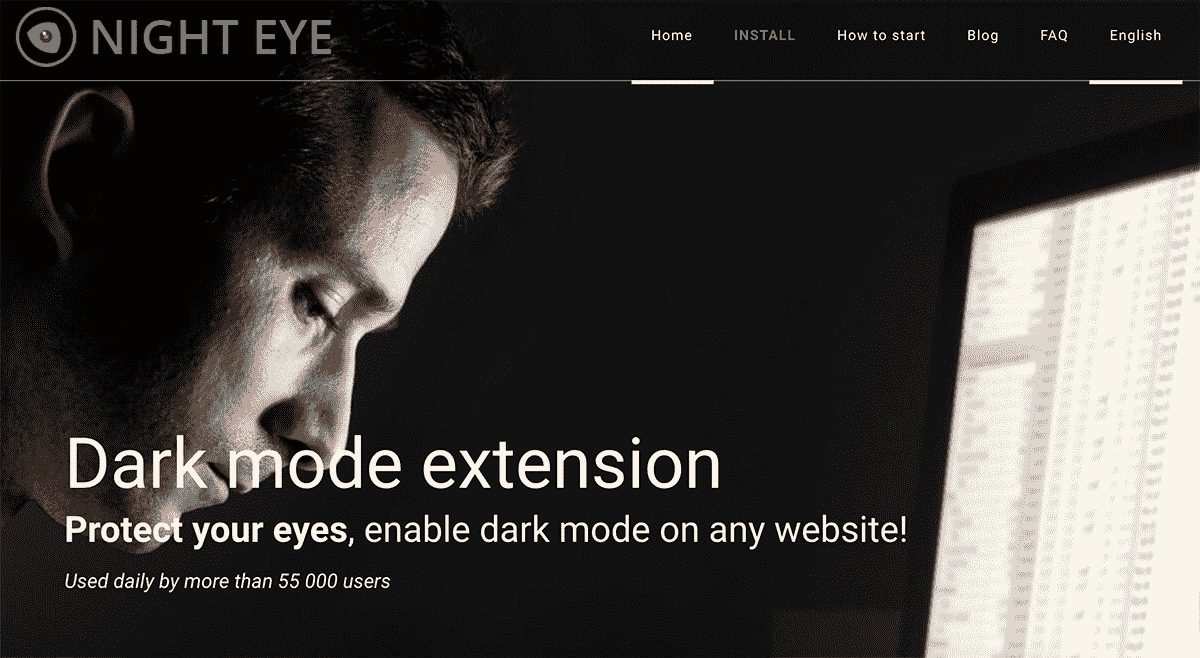 NIGHT EYE
Home INSTALL How to start Blog FAQ English
Dark mode extension
Protect your eyes, enable dark mode on any website!
Used daily by more than 55 000 users